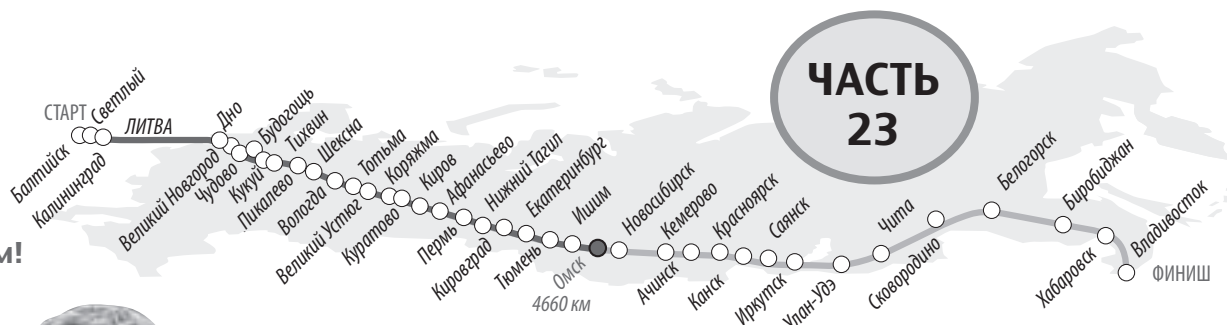 ЧАСТЬ
23
СТАРТ
Балтийск
Светлый
Калининград
ЛИТВА
Дно
Великий Новгород
Чудово
Будогощь
Кукуй
Тихвин
Пикалево
Шексна
Вологда
Тотьма
Великий Устюг
Коряжма
Куратово
Киров
Афанасьево
Пермь
Нижний Тагил
Кировград
Екатеринбург
Тюмень
Ишим
Омск
4660 км
Новосибирск
Кемерово
Ачинск
Красноярск
Канск
Саянск
Иркутск
Улан-Удэ
Чита
Сковородино
Белогорск
Биробиджан
Хабаровск
Владивосток
ФИНИШ
м!